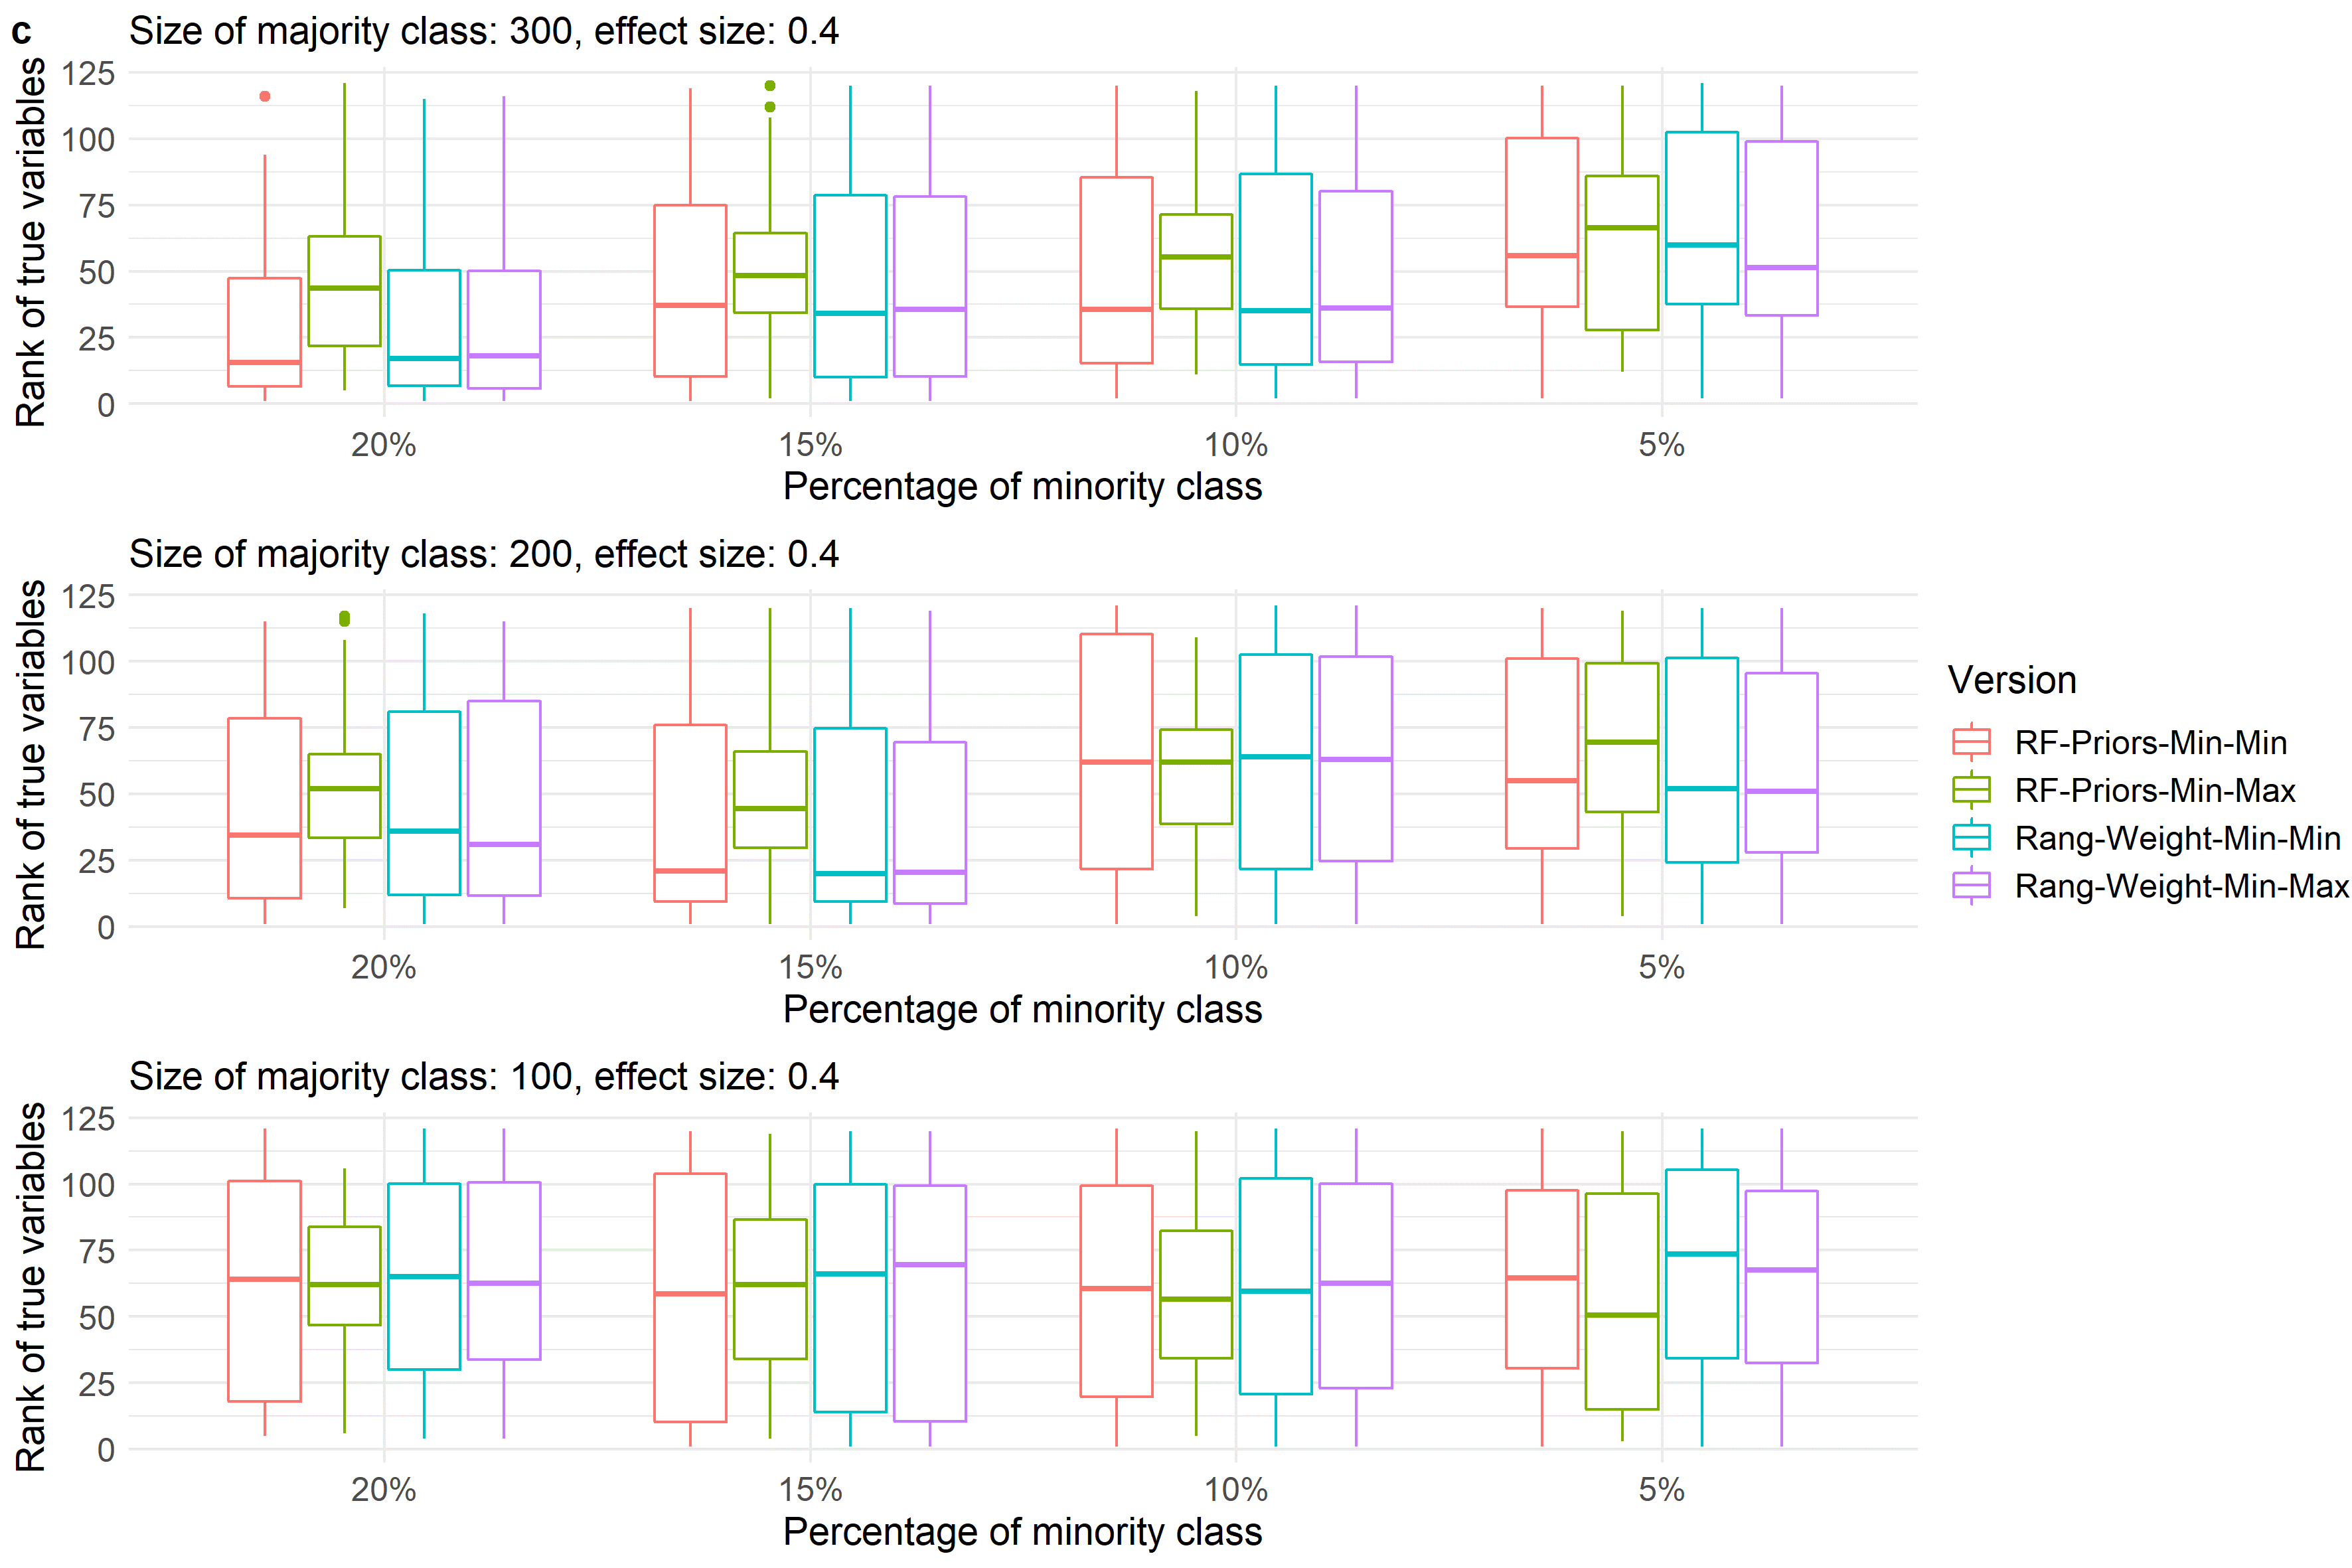 c
Size of majority class: 300, effect size: 0.4
Rank of true variables
125
100
75
50
25
0
20% 15% 10% 5%
Percentage of minority class
Size of majority class: 200, effect size: 0.4
Rank of true variables
125
100
75
50
25
0
20% 15% 10% 5%
Percentage of minority class
Version
RF-Priors-Min-Min
RF-Priors-Min-Max
Rang-Weight-Min-Min
Rang-Weight-Min-Max
Size of majority class: 100, effect size: 0.4
Rank of true variables
125
100
75
50
25
0
20% 15% 10% 5%
Percentage of minority class